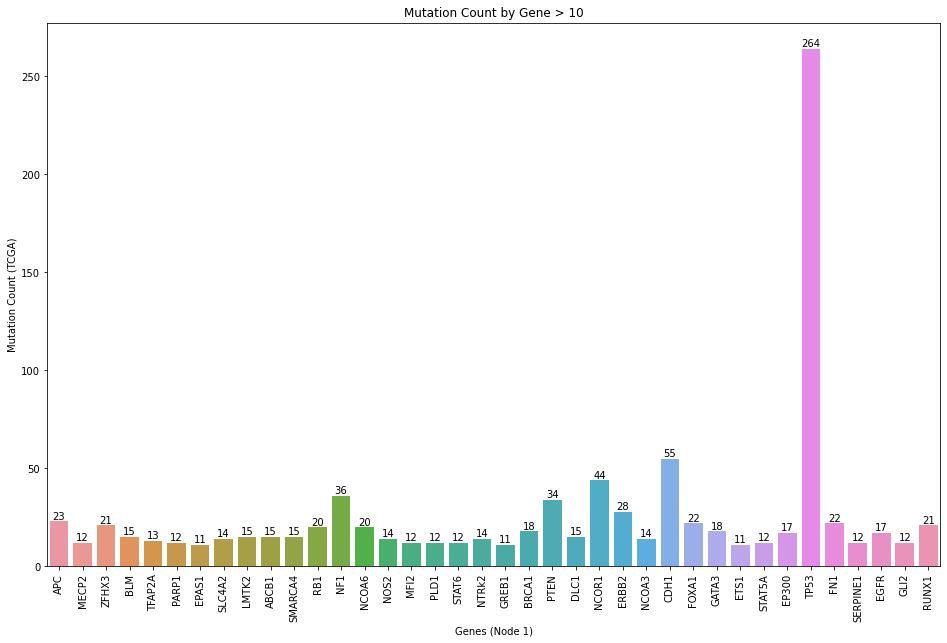 Mutation Count by Gene > 10
Mutation Count (TCGA)
250
200
150
100
50
0
23
12
21
15
13
12
11
14
15
15
15
20
36
20
14
12
12
12
14
11
18
34
15
44
28
14
55
22
18
11
12
17
264
22
12
17
12
21
APC
MECP2
ZFHX3
BLM
TFAP2A
PARP1
EPAS1
SLC4A2
LMTK2
ABCB1
SMARCA4
RB1
NF1
NCOA6
NOS2
MFI2
PLD1
STAT6
NTRk2
GREB1
BRCA1
PTEN
DLC1
NCOR1
ERBB2
NCOA3
CDH1
FOXA1
GATA3
ETS1
STAT5A
EP300
TP53
FN1
SERPINE1
EGFR
GLI2
RUNX1
Genes (Node 1)